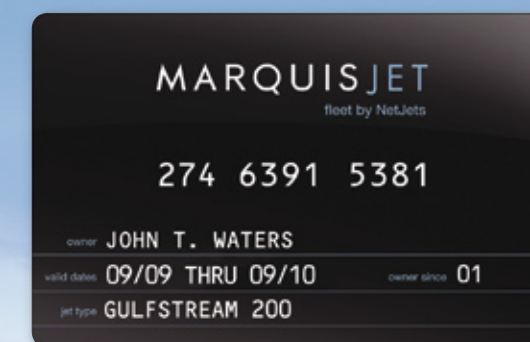 MARQUISJET
fleet by NetJets
274 6391 5381
owner JOHN T. WATERS
valid dates 09/09 THRU 09/10 owner since 01
jet type GULFSTREAM 200